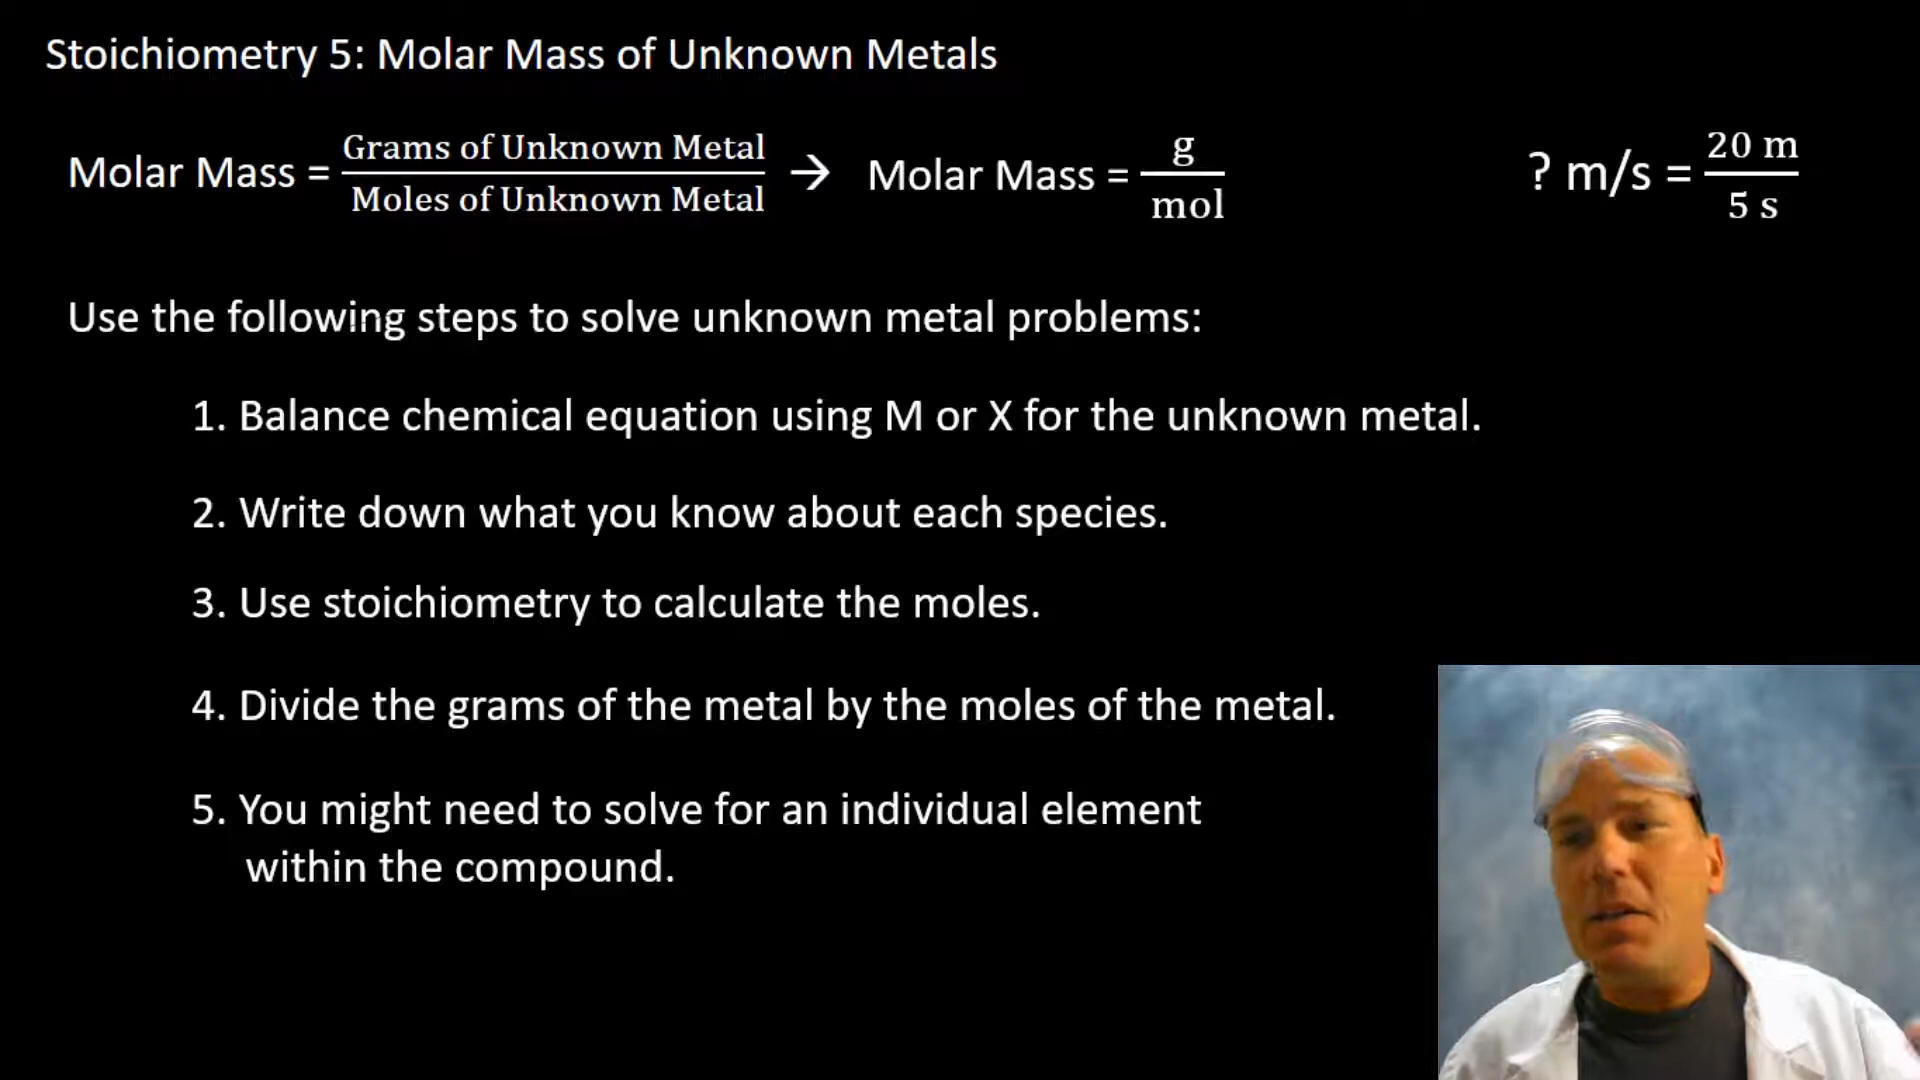 Stoichiometry 5: Molar Mass of Unknown Metals
Molar Mass = Grams of Unknown Metal / Moles of Unknown Metal → Molar Mass = g / mol
? m/s = 20 m / 5 s
Use the following steps to solve unknown metal problems:
1. Balance chemical equation using M or X for the unknown metal.
2. Write down what you know about each species.
3. Use stoichiometry to calculate the moles.
4. Divide the grams of the metal by the moles of the metal.
5. You might need to solve for an individual element
within the compound.